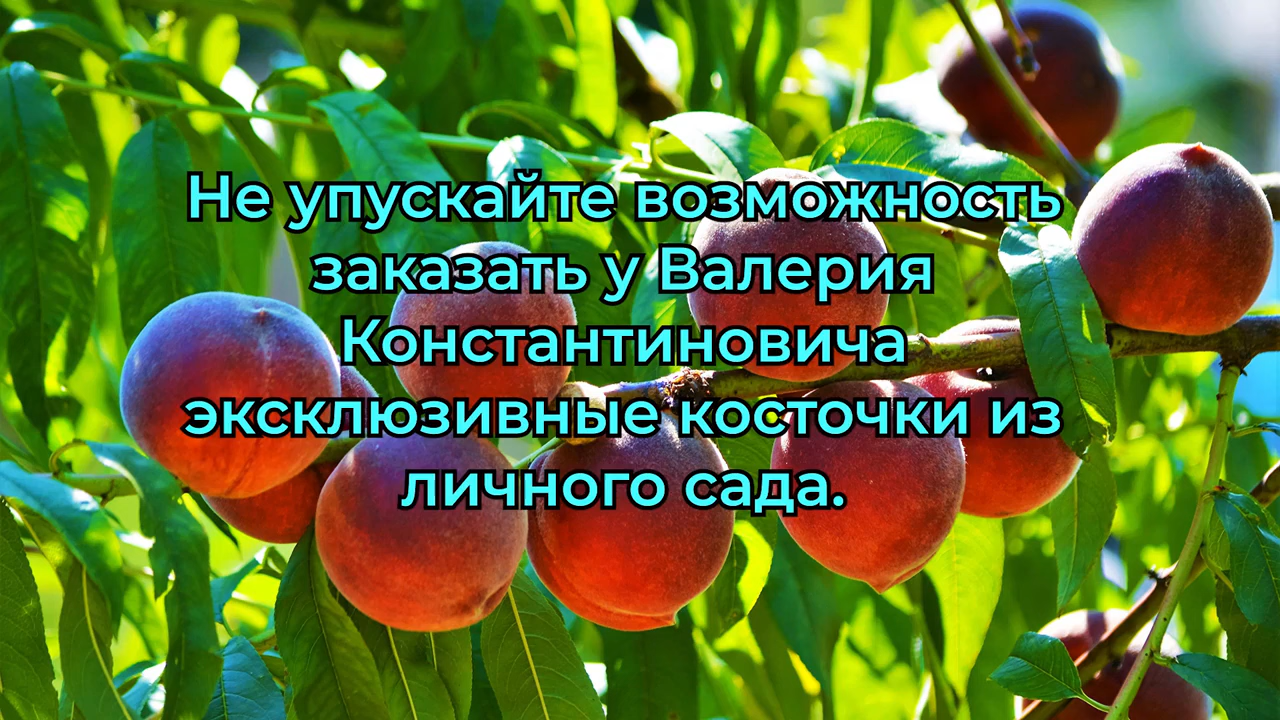 Не упускайте возможность
заказать у Валерия
Константиновича
эксклюзивные косточки из
личного сада.